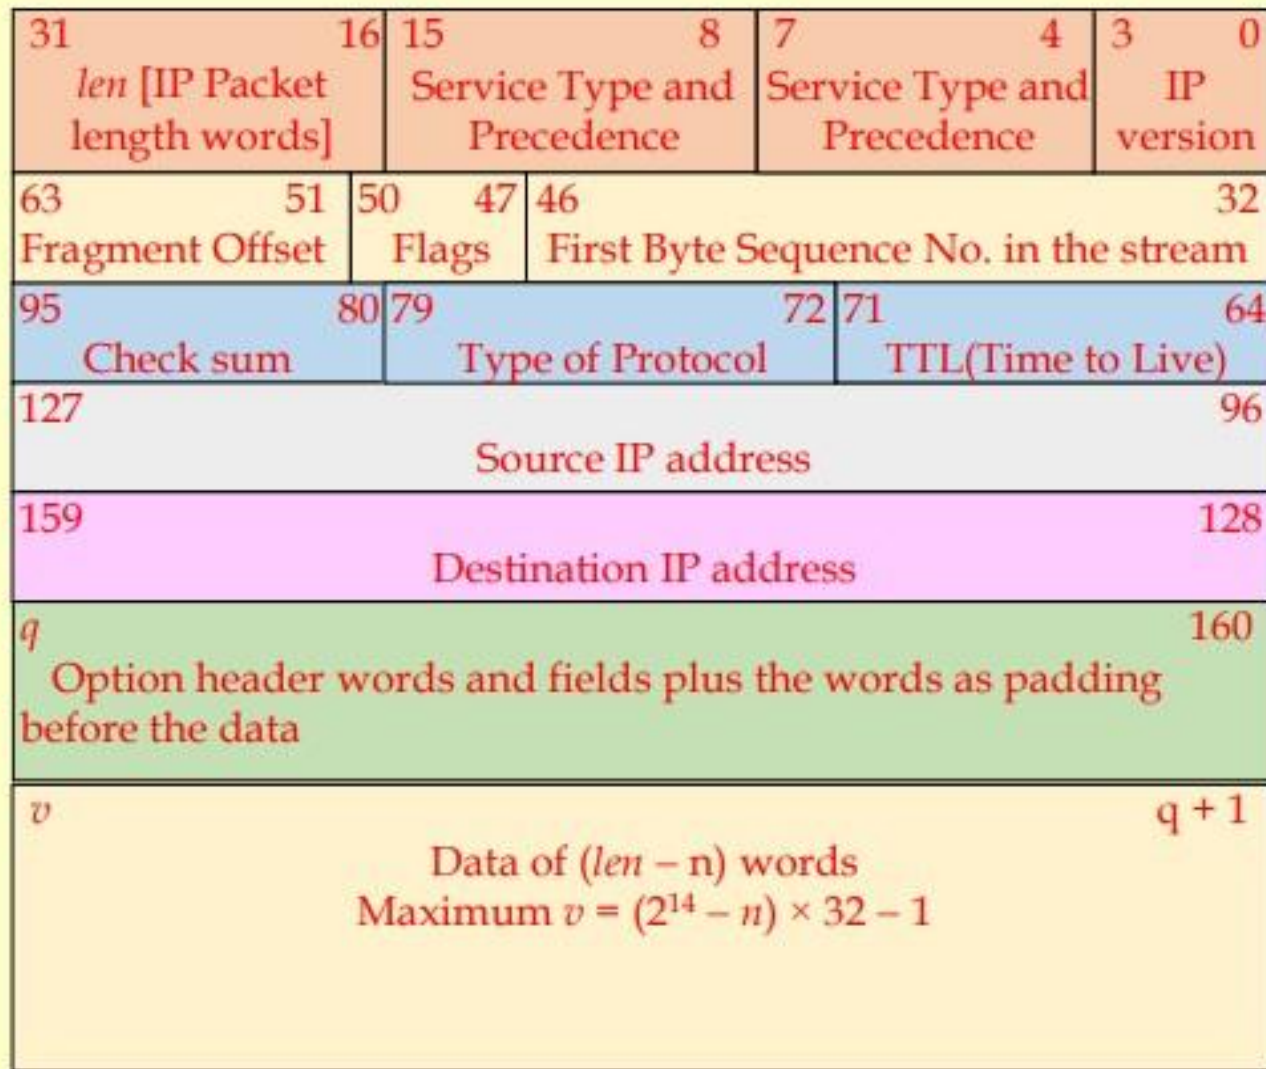 31 16 15 8 7 4 3 0
len [IP Packet Service Type and Service Type and IP
length words] Precedence Precedence version
63 51 50 47 46 32
Fragment Offset Flags First Byte Sequence No. in the stream
95 80 79 72 71 64
Check sum Type of Protocol TTL(Time to Live)
127 96
Source IP address
159 128
Destination IP address
q 160
Option header words and fields plus the words as padding
before the data
v q + 1
Data of (len – n) words
Maximum v = (2¹⁴ – n) × 32 – 1